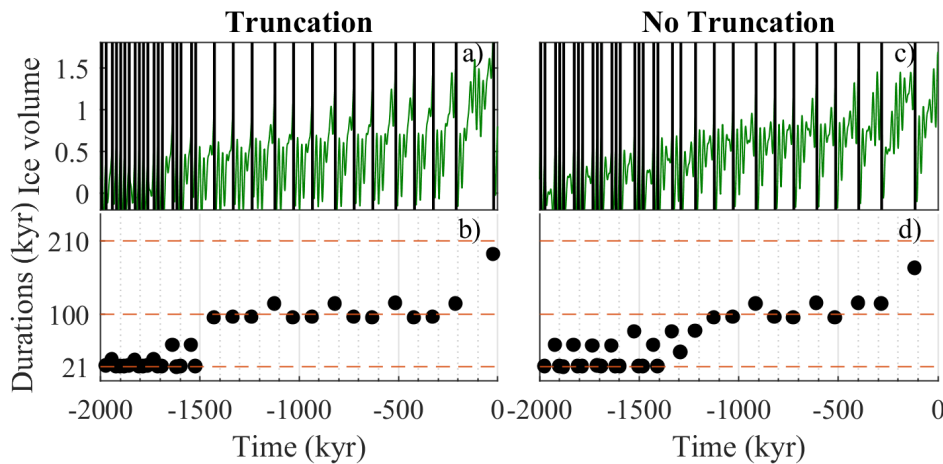 Truncation No Truncation
a) c)
Ice volume
1.5
1
0.5
0
b) d)
Durations (kyr)
210
100
21
-2000 -1500 -1000 -500 0 -2000 -1500 -1000 -500 0
Time (kyr) Time (kyr)